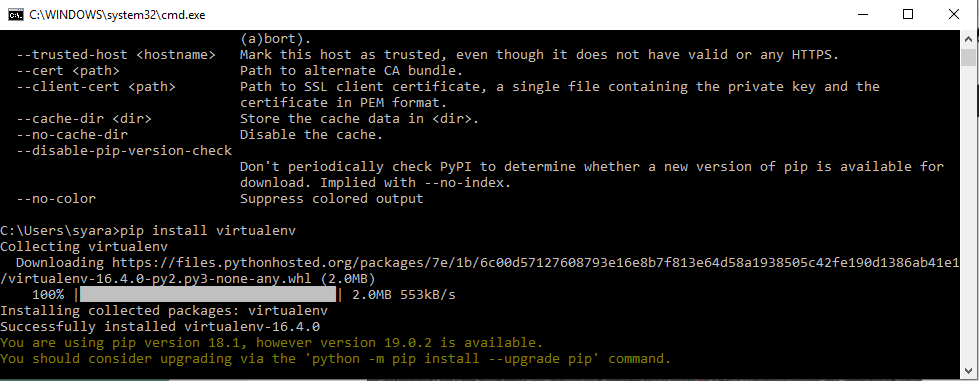 C:\WINDOWS\system32\cmd.exe
(a)bort).
--trusted-host <hostname> Mark this host as trusted, even though it does not have valid or any HTTPS.
--cert <path> Path to alternate CA bundle.
--client-cert <path> Path to SSL client certificate, a single file containing the private key and the
certificate in PEM format.
--cache-dir <dir> Store the cache data in <dir>.
--no-cache-dir Disable the cache.
--disable-pip-version-check
Don't periodically check PyPI to determine whether a new version of pip is available for
download. Implied with --no-index.
--no-color Suppress colored output
C:\Users\syara>pip install virtualenv
Collecting virtualenv
Downloading https://files.pythonhosted.org/packages/7e/1b/6c00d57127608793e16e8b7f813e64d58a1938505c42fe190d1386ab41e1
/virtualenv-16.4.0-py2.py3-none-any.whl (2.0MB)
100% || 2.0MB 553kB/s
Installing collected packages: virtualenv
Successfully installed virtualenv-16.4.0
You are using pip version 18.1, however version 19.0.2 is available.
You should consider upgrading via the 'python -m pip install --upgrade pip' command.